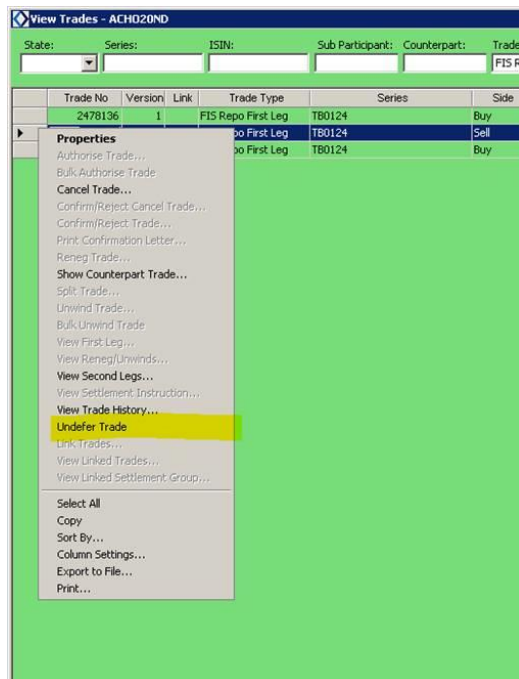 View Trades - ACHO20ND
State: Series: ISIN: Sub Participant: Counterpart: Trade
FIS R
Trade No Version Link Trade Type Series Side
2478136 1 FIS Repo First Leg TB0124 Buy
po First Leg TB0124 Sell
po First Leg TB0124 Buy
Properties
Authorise Trade...
Bulk Authorise Trade
Cancel Trade...
Confirm/Reject Cancel Trade...
Confirm/Reject Trade...
Print Confirmation Letter...
Reneg Trade...
Show Counterpart Trade...
Split Trade...
Unwind Trade...
Bulk Unwind Trade
View First Leg...
View Reneg/Unwinds...
View Second Legs...
View Settlement Instruction...
View Trade History...
Undefer Trade
Link Trades...
View Linked Trades...
View Linked Settlement Group...
Select All
Copy
Sort By...
Column Settings...
Export to File...
Print...